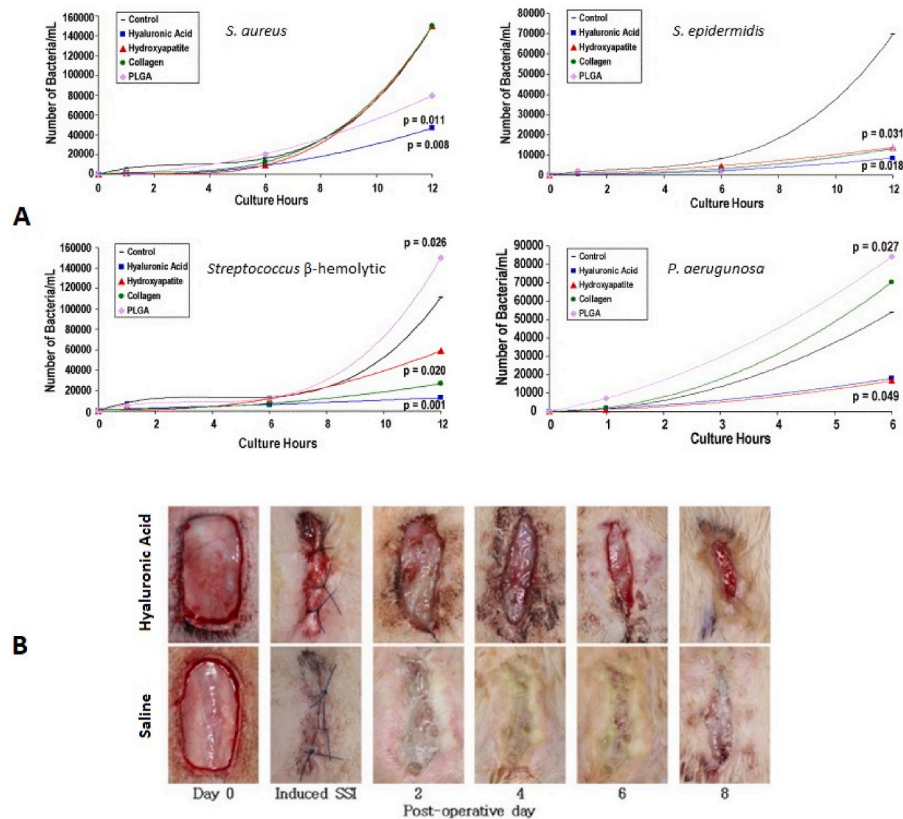 Number of Bacteria/mL
160000
140000
120000
100000
80000
60000
40000
20000
0
Control
Hyaluronic Acid
Hydroxyapatite
Collagen
PLGA
S. aureus
p = 0.011
p = 0.008
0 2 4 6 8 10 12
Culture Hours
Number of Bacteria/mL
80000
70000
60000
50000
40000
30000
20000
10000
0
Control
Hyaluronic Acid
Hydroxyapatite
Collagen
PLGA
S. epidermidis
p = 0.031
p = 0.018
0 2 4 6 8 10 12
Culture Hours
A
Number of Bacteria/mL
160000
140000
120000
100000
80000
60000
40000
20000
0
Control
Hyaluronic Acid
Hydroxyapatite
Collagen
PLGA
Streptococcus β-hemolytic
p = 0.026
p = 0.020
p = 0.001
0 2 4 6 8 10 12
Culture Hours
Number of Bacteria/mL
90000
80000
70000
60000
50000
40000
30000
20000
10000
0
Control
Hyaluronic Acid
Hydroxyapatite
Collagen
PLGA
P. aerugunosa
p = 0.027
p = 0.049
0 1 2 3 4 5 6
Culture Hours
B
Hyaluronic Acid
Saline
Day 0 Induced SSI 2 4 6 8
Post-operative day